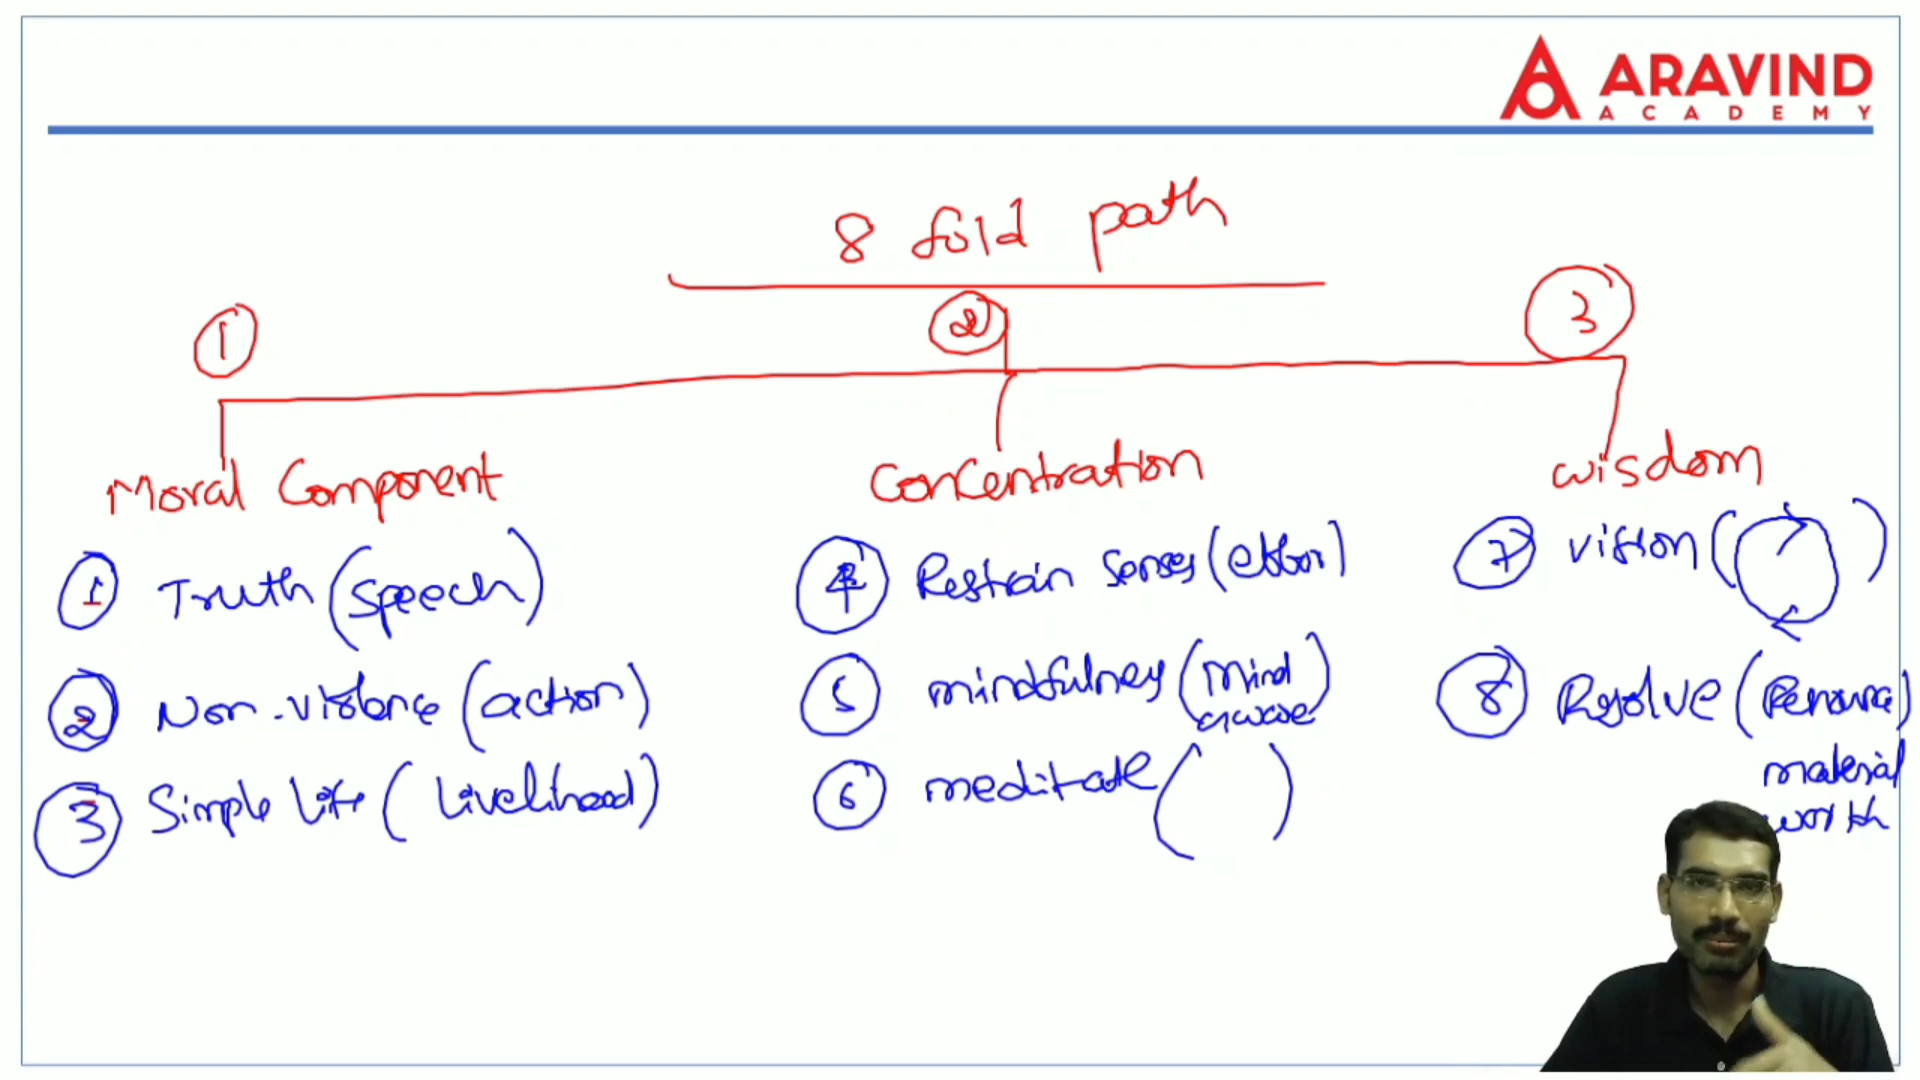 ARAVIND
ACADEMY
8 fold path
1
2
3
Moral Component
Concentration
wisdom
1 Truth (speech)
2 Non-violence (action)
3 Simple life (Livelihood)
4 Restrain senses (effort)
5 mindfulness (mind
aware
6 meditate ( )
7 vision ( )
8 Resolve (Renounce)
material
world